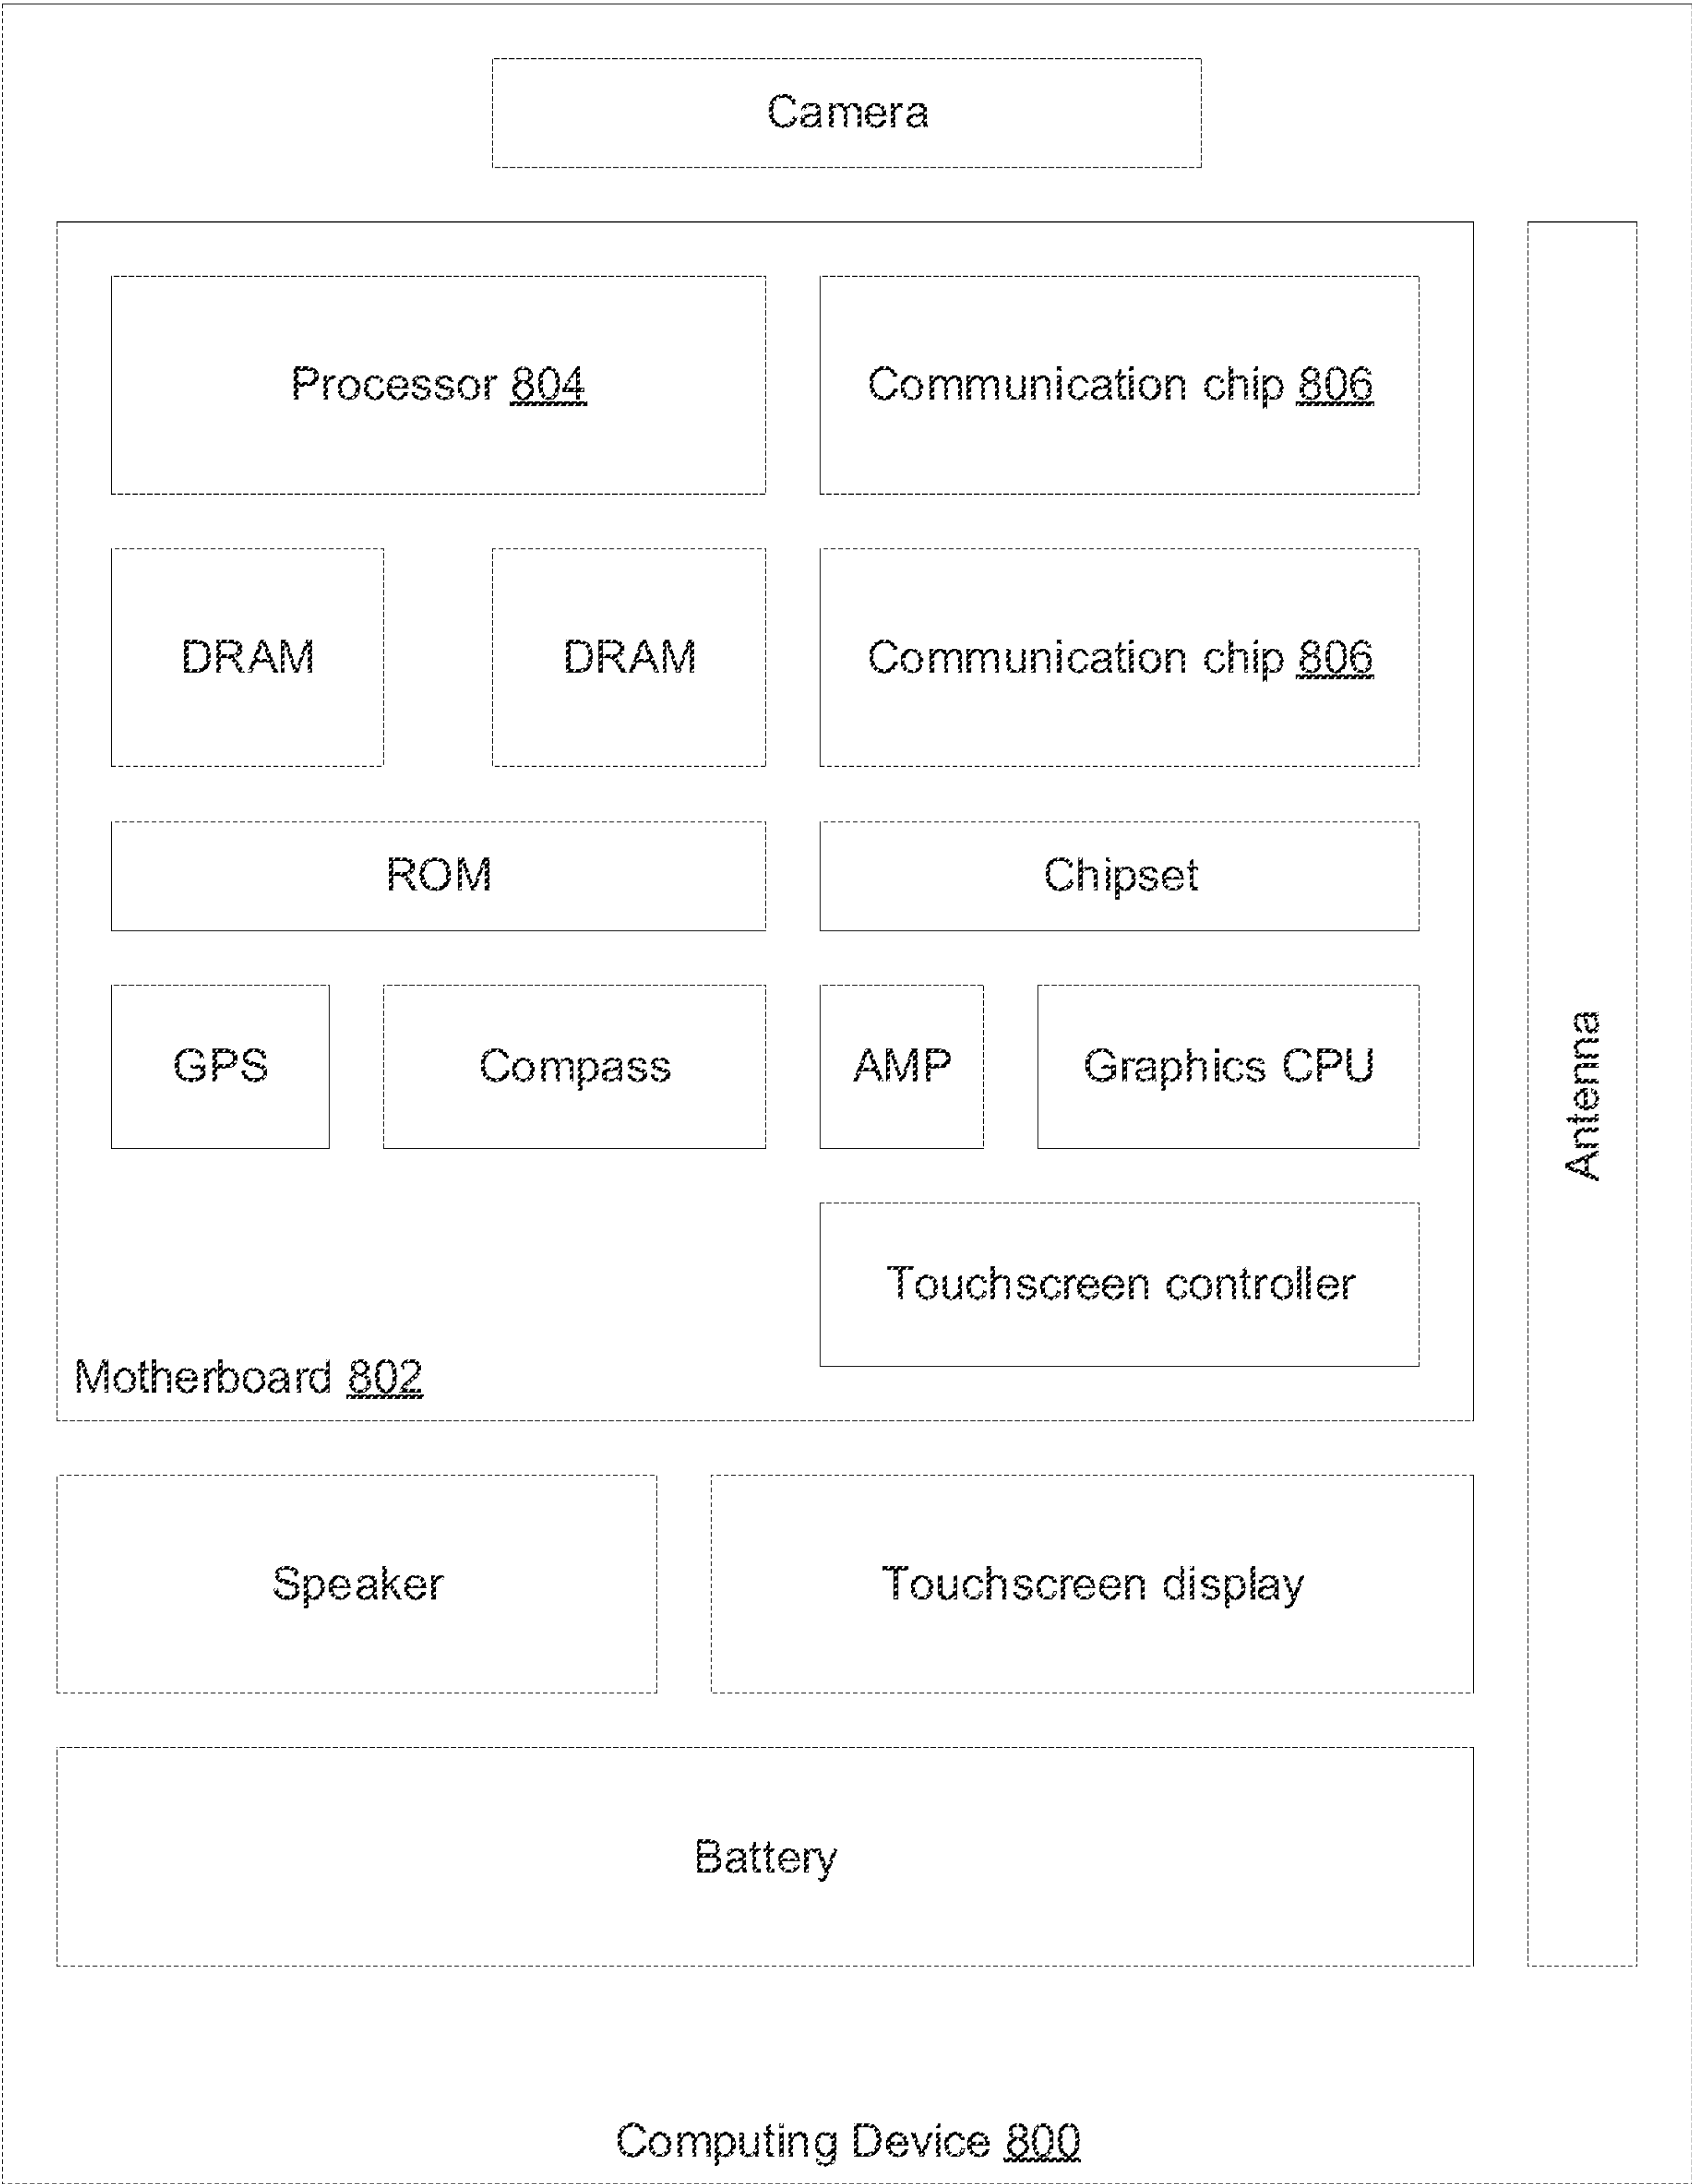 Camera
Processor 804
Communication chip 806
DRAM
DRAM
Communication chip 806
ROM
Chipset
GPS
Compass
AMP
Graphics CPU
Antenna
Touchscreen controller
Motherboard 802
Speaker
Touchscreen display
Battery
Computing Device 800